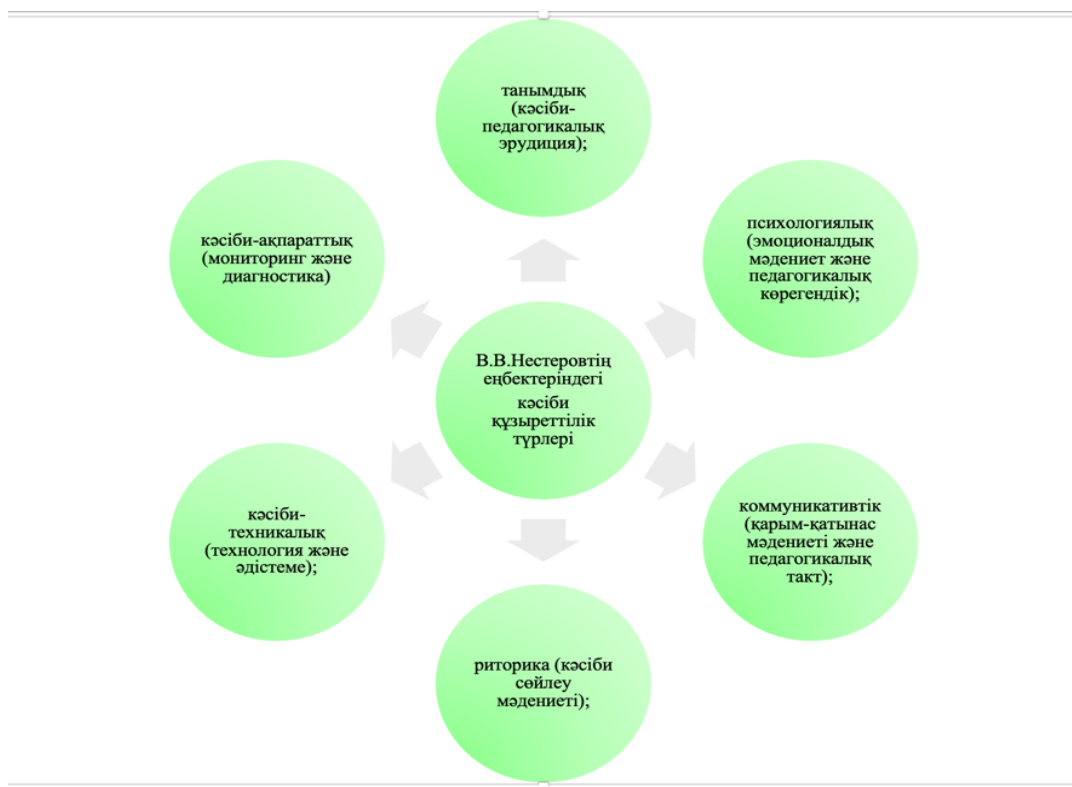 танымдық
(кәсіби-
педагогикалық
эрудиция);
психологиялық
(эмоционалдық
мәдениет және
педагогикалық
көрегендік);
коммуникативтік
(қарым-қатынас
мәдениеті және
педагогикалық
такт);
риторика (кәсіби
сөйлеу
мәдениеті);
кәсіби-
техникалық
(технология және
әдістеме);
кәсіби-ақпараттық
(мониторинг және
диагностика)
В.В.Нестеровтің
еңбектеріндегі
кәсіби
құзыреттілік
түрлері